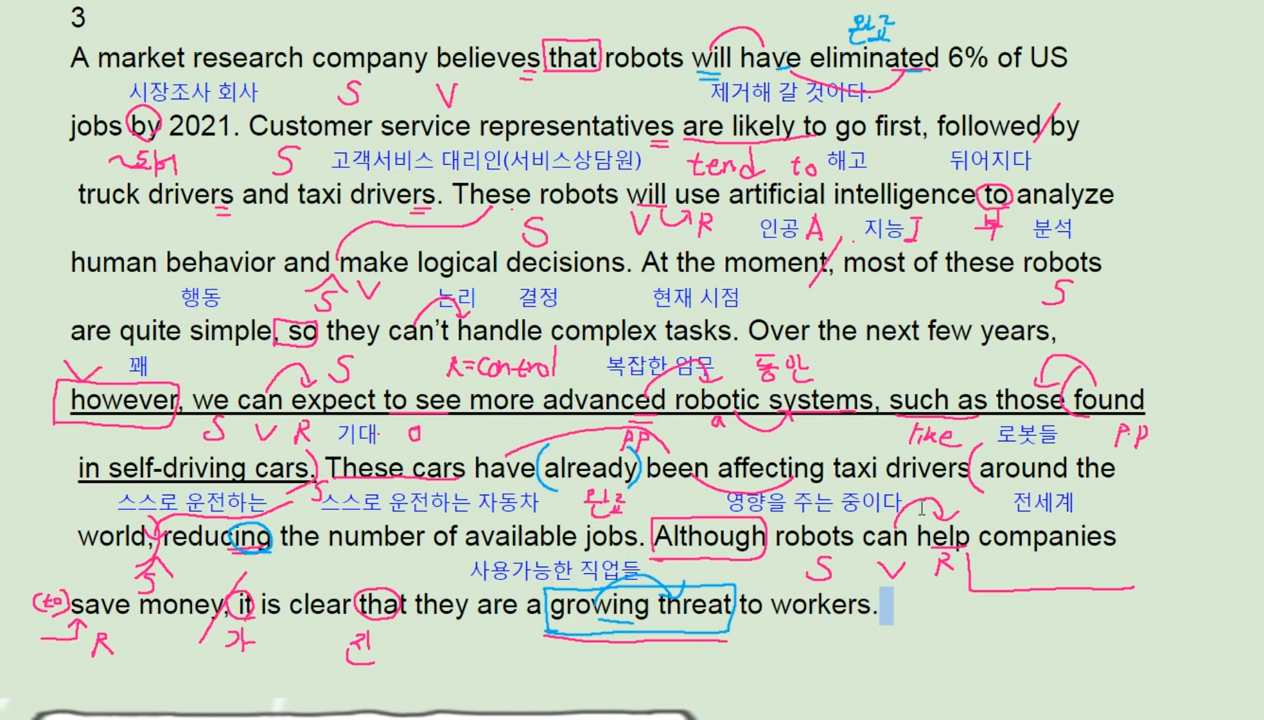 3
완료
A market research company believes that robots will have eliminated 6% of US
시장조사 회사 S V 제거해 갈 것이다.
jobs by 2021. Customer service representatives are likely to go first, followed by
S 고객서비스 대리인(서비스상담원) tend to 해고 뒤어지다
truck drivers and taxi drivers. These robots will use artificial intelligence to analyze
S V R 인공 A 지능 I 부 분석
human behavior and make logical decisions. At the moment, most of these robots
행동 S V 논리 결정 현재 시점 S
are quite simple, so they can't handle complex tasks. Over the next few years,
V 꽤 S R=control 복잡한 임무 동안
however, we can expect to see more advanced robotic systems, such as those found
S V R 기대 o PP a like 로봇들 P.P
in self-driving cars. These cars have already been affecting taxi drivers around the
스스로 운전하는 S 스스로 운전하는 자동차 완료 영향을 주는 중이다 전세계
world, reducing the number of available jobs. Although robots can help companies
S 사용가능한 직업들 S V R
(to) save money, it is clear that they are a growing threat to workers.
R 가 진